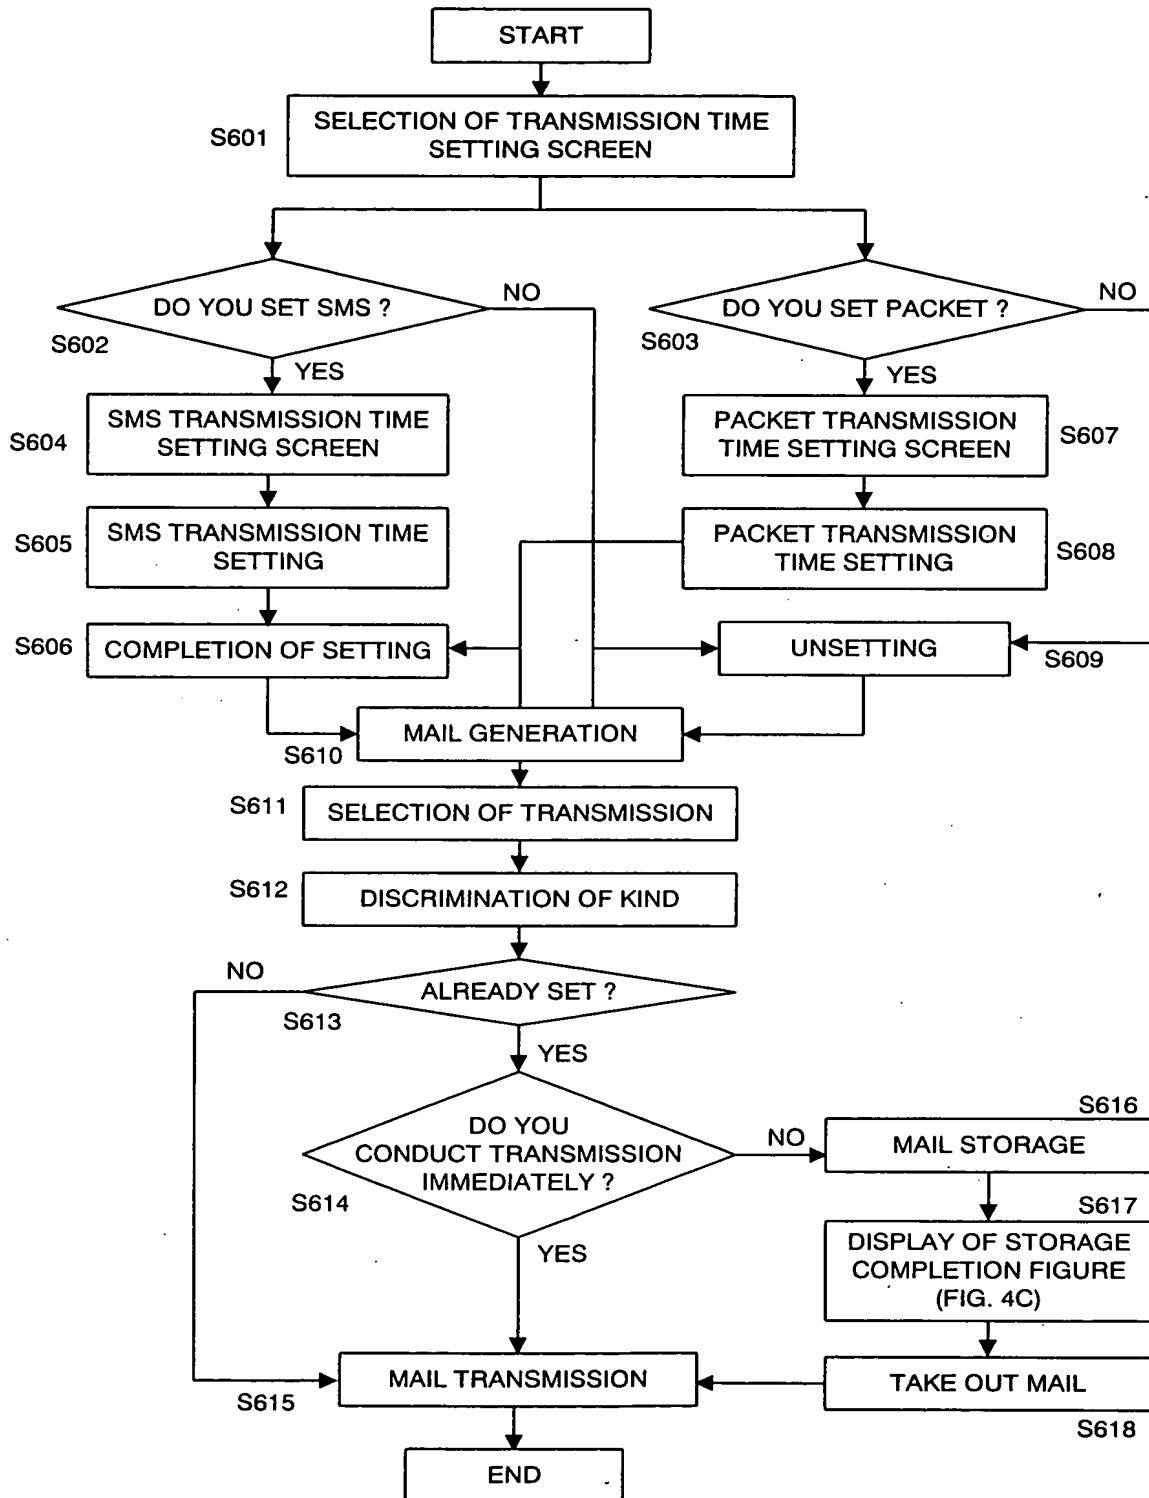 START
S601
SELECTION OF TRANSMISSION TIME
SETTING SCREEN
DO YOU SET SMS ?
NO
S602
YES
DO YOU SET PACKET ?
NO
S603
YES
S604
SMS TRANSMISSION TIME
SETTING SCREEN
PACKET TRANSMISSION
TIME SETTING SCREEN
S607
S605
SMS TRANSMISSION TIME
SETTING
PACKET TRANSMISSION
TIME SETTING
S608
S606
COMPLETION OF SETTING
UNSETTING
S609
MAIL GENERATION
S610
S611
SELECTION OF TRANSMISSION
S612
DISCRIMINATION OF KIND
NO
ALREADY SET ?
S613
YES
DO YOU
CONDUCT TRANSMISSION
IMMEDIATELY ?
NO
S614
YES
S616
MAIL STORAGE
S617
DISPLAY OF STORAGE
COMPLETION FIGURE
(FIG. 4C)
MAIL TRANSMISSION
S615
TAKE OUT MAIL
S618
END